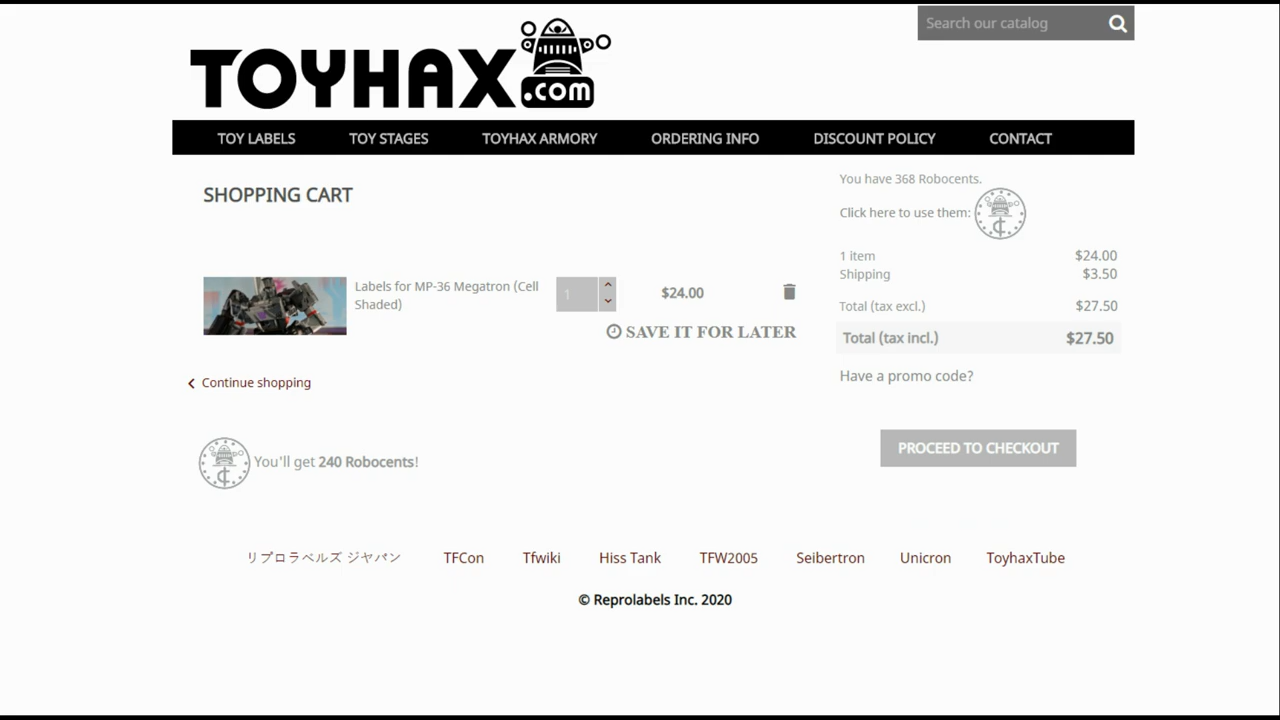 Search our catalog
TOYHAX.com
TOY LABELS TOY STAGES TOYHAX ARMORY ORDERING INFO DISCOUNT POLICY CONTACT
SHOPPING CART
Labels for MP-36 Megatron (Cell
Shaded)
1
$24.00
SAVE IT FOR LATER
Continue shopping
You'll get 240 Robocents!
You have 368 Robocents.
Click here to use them:
1 item $24.00
Shipping $3.50
Total (tax excl.) $27.50
Total (tax incl.) $27.50
Have a promo code?
PROCEED TO CHECKOUT
リプロラベルズ ジャパン TFCon Tfwiki Hiss Tank TFW2005 Seibertron Unicron ToyhaxTube
© Reprolabels Inc. 2020